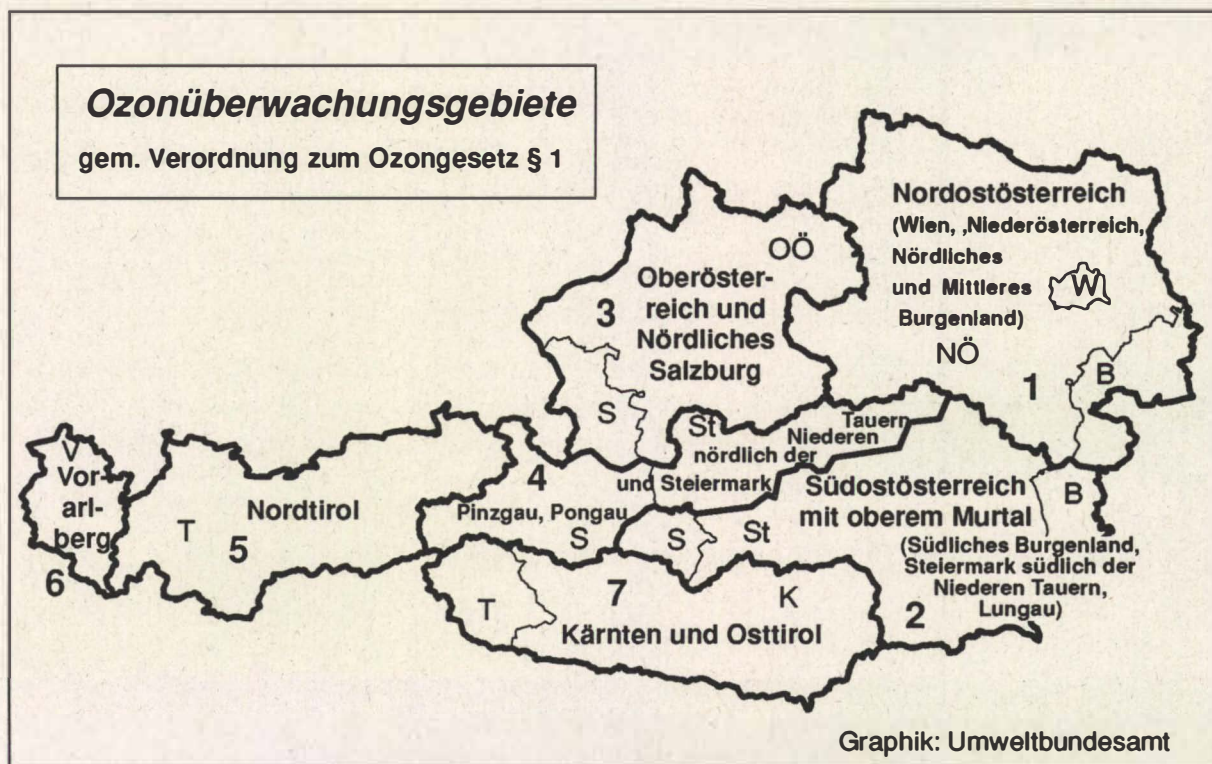 Ozonüberwachungsgebiete
gem. Verordnung zum Ozongesetz § 1
Nordostösterreich
(Wien, ,Niederösterreich,
Nördliches
und Mittleres
Burgenland)
W
NÖ
1
B
OÖ
Oberöster-
reich und
Nördliches
Salzburg
3
S
St
Tauern
Niederen
nördlich der
und Steiermark
4
Pinzgau, Pongau
S
V
Vor-
arl-
berg
6
Nordtirol
T
5
Südostösterreich
mit oberem Murtal
(Südliches Burgenland,
Steiermark südlich der
Niederen Tauern,
Lungau)
B
S
St
2
7
T
K
Kärnten und Osttirol
Graphik: Umweltbundesamt